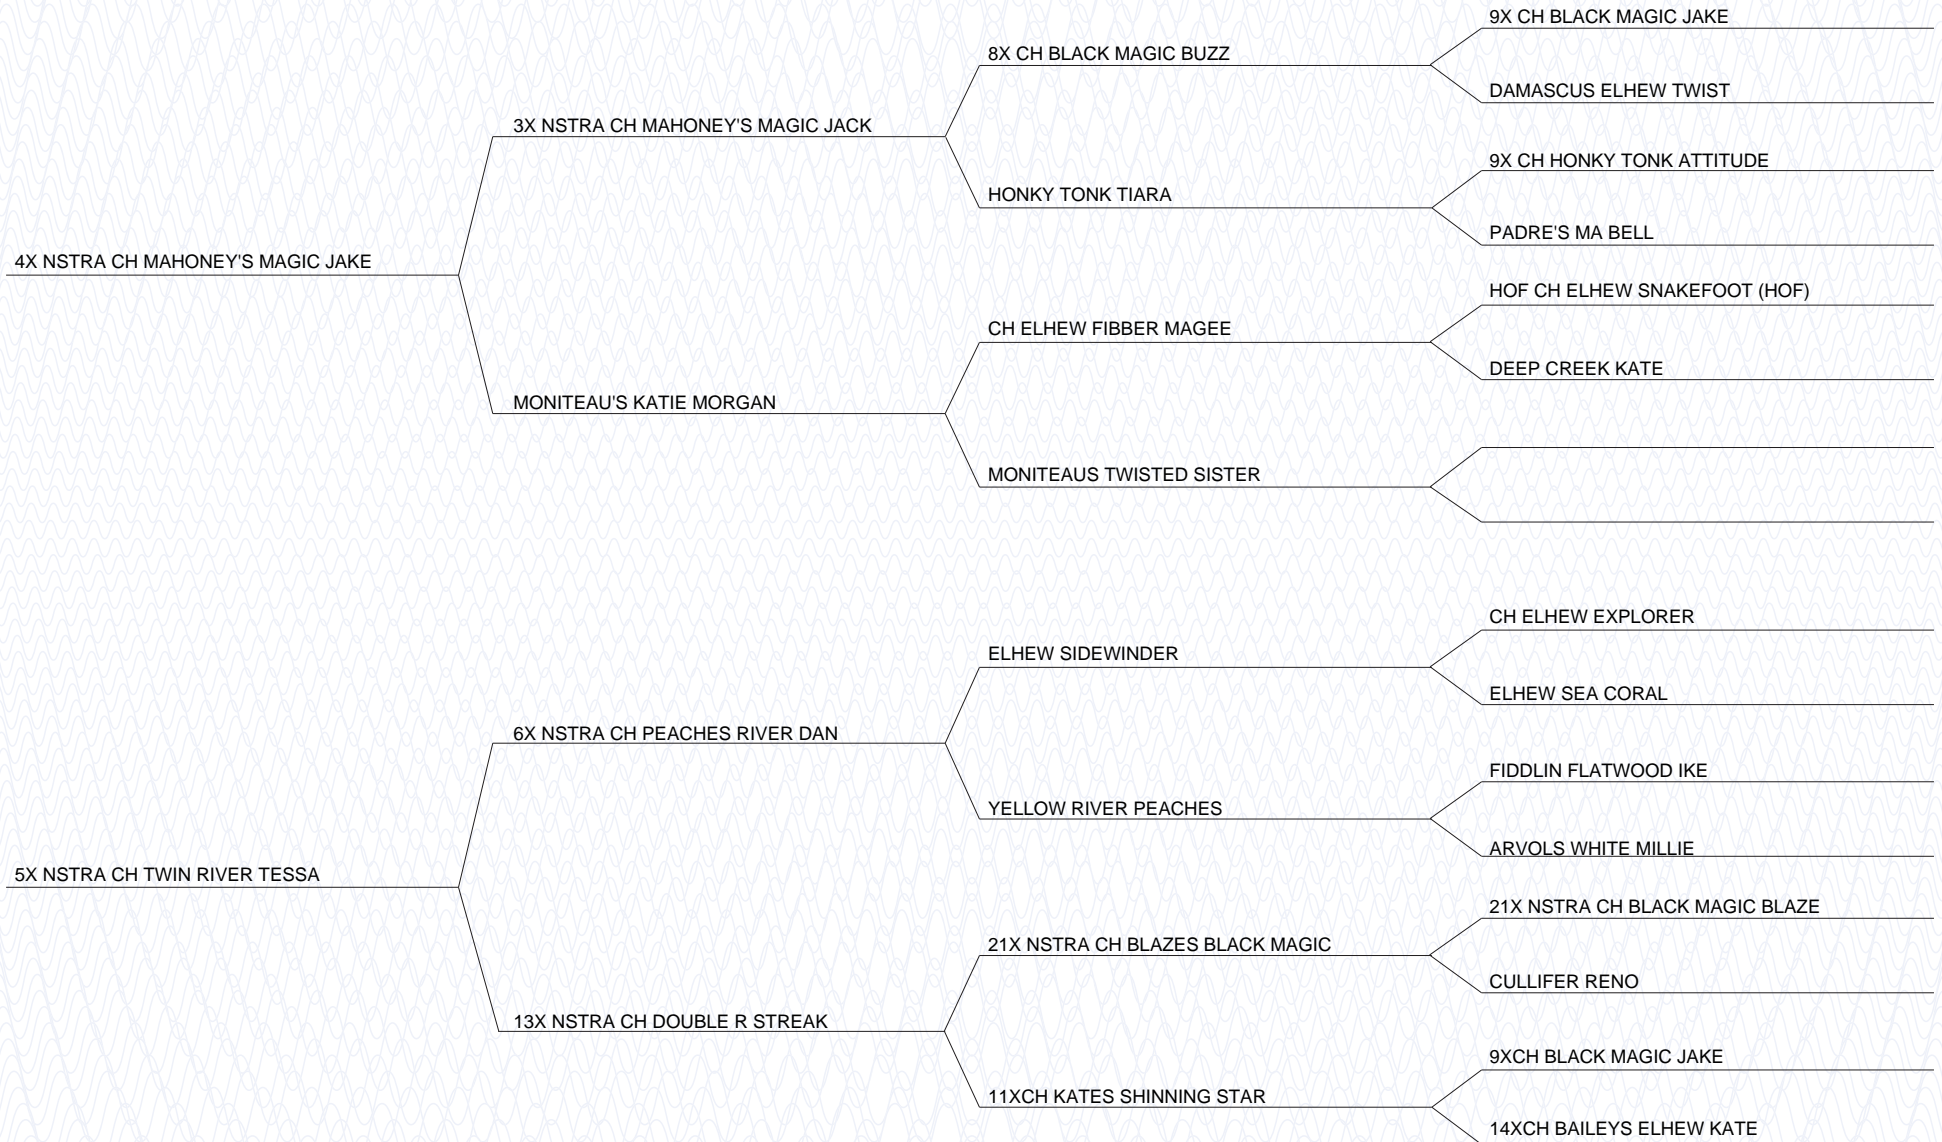 9X CH BLACK MAGIC JAKE
8X CH BLACK MAGIC BUZZ
DAMASCUS ELHEW TWIST
3X NSTRA CH MAHONEY'S MAGIC JACK
9X CH HONKY TONK ATTITUDE
HONKY TONK TIARA
PADRE'S MA BELL
4X NSTRA CH MAHONEY'S MAGIC JAKE
HOF CH ELHEW SNAKEFOOT (HOF)
CH ELHEW FIBBER MAGEE
DEEP CREEK KATE
MONITEAU'S KATIE MORGAN
MONITEAUS TWISTED SISTER
CH ELHEW EXPLORER
ELHEW SIDEWINDER
ELHEW SEA CORAL
6X NSTRA CH PEACHES RIVER DAN
FIDDLIN FLATWOOD IKE
YELLOW RIVER PEACHES
ARVOLS WHITE MILLIE
5X NSTRA CH TWIN RIVER TESSA
21X NSTRA CH BLACK MAGIC BLAZE
21X NSTRA CH BLAZES BLACK MAGIC
CULLIFER RENO
13X NSTRA CH DOUBLE R STREAK
9XCH BLACK MAGIC JAKE
11XCH KATES SHINNING STAR
14XCH BAILEYS ELHEW KATE